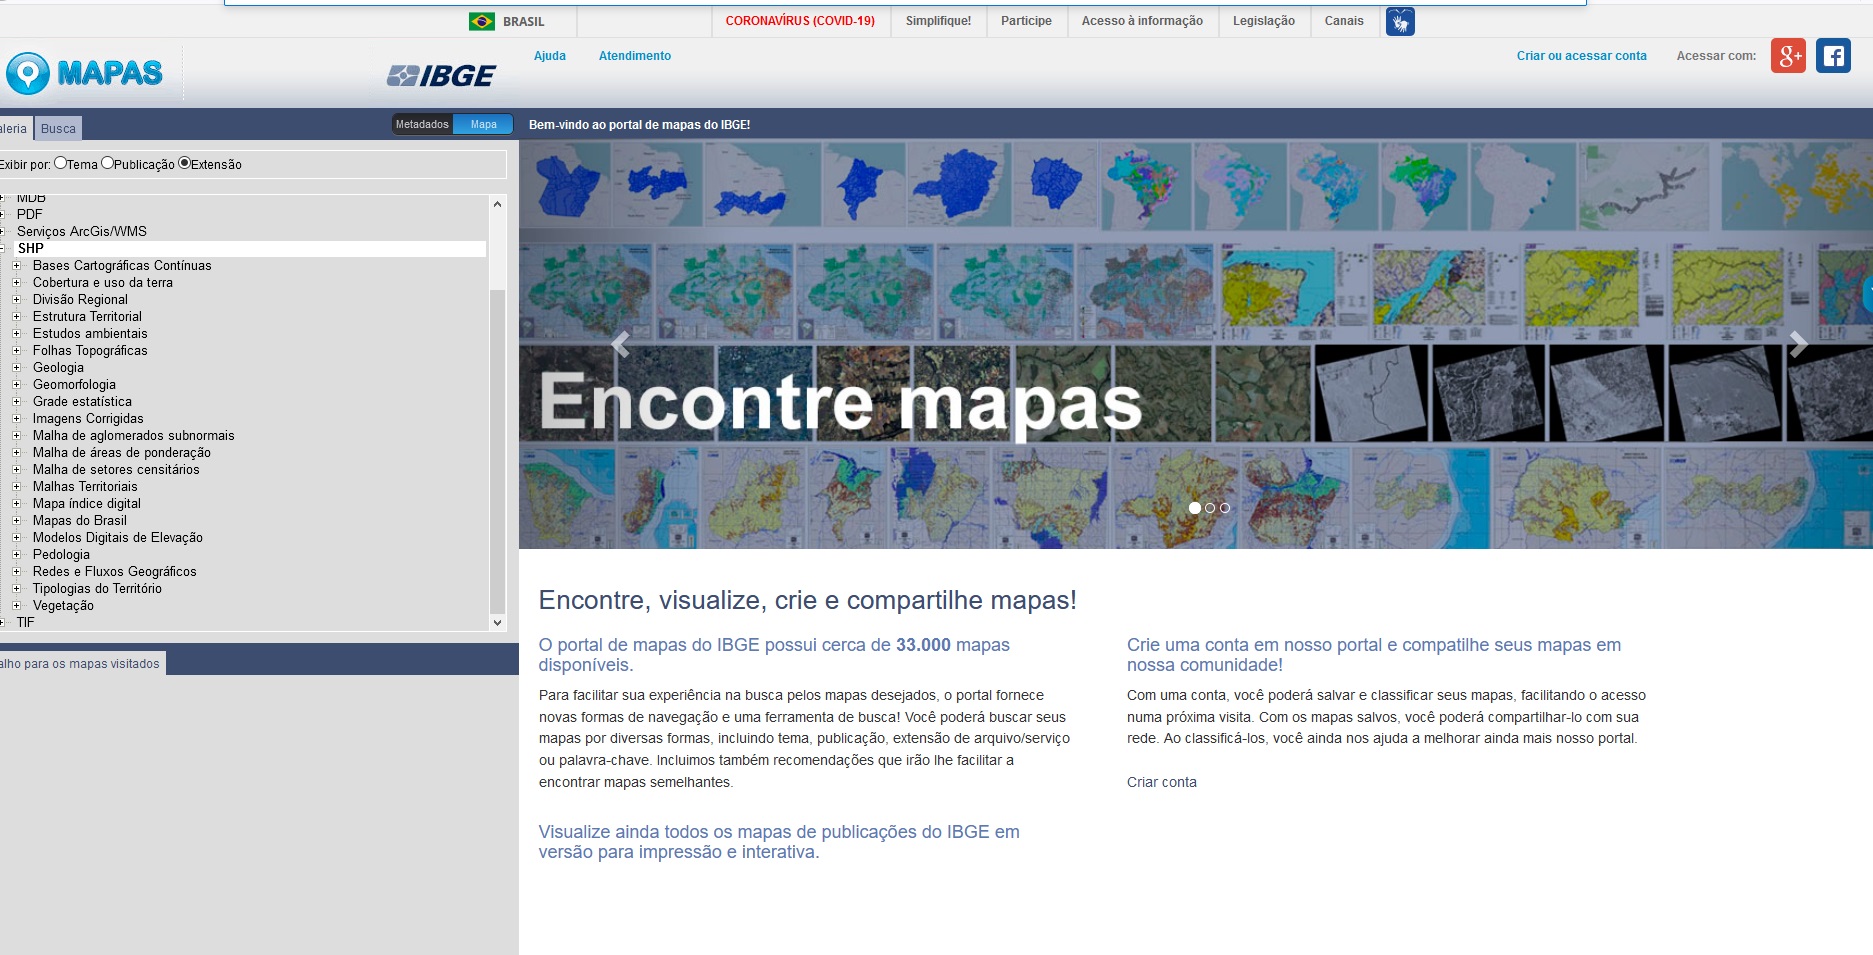 BRASIL
CORONAVÍRUS (COVID-19)
Simplifique!
Participe
Acesso à informação
Legislação
Canais
MAPAS
IBGE
Ajuda
Atendimento
Criar ou acessar conta
Acessar com:
g+
aleria
Busca
Metadados
Mapa
Bem-vindo ao portal de mapas do IBGE!
Exibir por: Tema Publicação Extensão
MDB
PDF
Serviços ArcGis/WMS
SHP
Bases Cartográficas Contínuas
Cobertura e uso da terra
Divisão Regional
Estrutura Territorial
Estudos ambientais
Folhas Topográficas
Geologia
Geomorfologia
Grade estatística
Imagens Corrigidas
Malha de aglomerados subnormais
Malha de áreas de ponderação
Malha de setores censitários
Malhas Territoriais
Mapa índice digital
Mapas do Brasil
Modelos Digitais de Elevação
Pedologia
Redes e Fluxos Geográficos
Tipologias do Território
Vegetação
TIF
alho para os mapas visitados
Encontre mapas
Encontre, visualize, crie e compartilhe mapas!
O portal de mapas do IBGE possui cerca de 33.000 mapas
disponíveis.
Para facilitar sua experiência na busca pelos mapas desejados, o portal fornece
novas formas de navegação e uma ferramenta de busca! Você poderá buscar seus
mapas por diversas formas, incluindo tema, publicação, extensão de arquivo/serviço
ou palavra-chave. Incluimos também recomendações que irão lhe facilitar a
encontrar mapas semelhantes.
Visualize ainda todos os mapas de publicações do IBGE em
versão para impressão e interativa.
Crie uma conta em nosso portal e compatilhe seus mapas em
nossa comunidade!
Com uma conta, você poderá salvar e classificar seus mapas, facilitando o acesso
numa próxima visita. Com os mapas salvos, você poderá compartilhar-lo com sua
rede. Ao classificá-los, você ainda nos ajuda a melhorar ainda mais nosso portal.
Criar conta